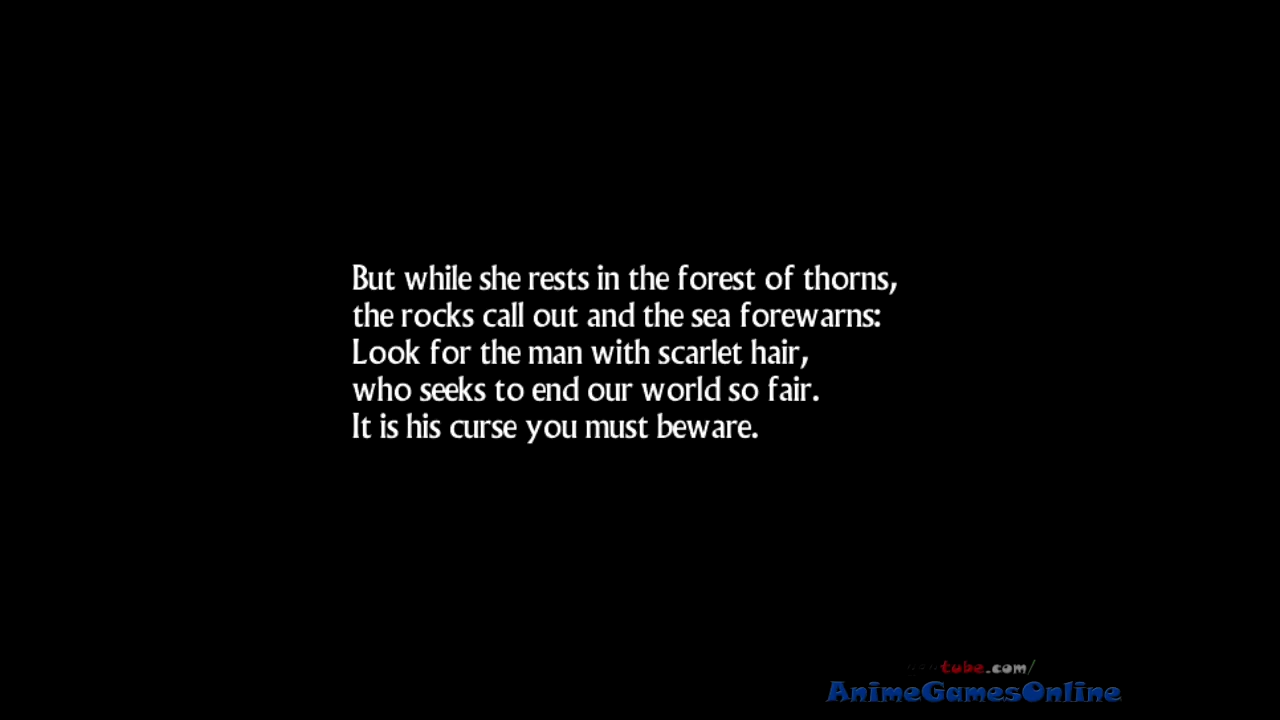 But while she rests in the forest of thorns,
the rocks call out and the sea forewarns:
Look for the man with scarlet hair,
who seeks to end our world so fair.
It is his curse you must beware.
tube.com/
AnimeGamesOnline